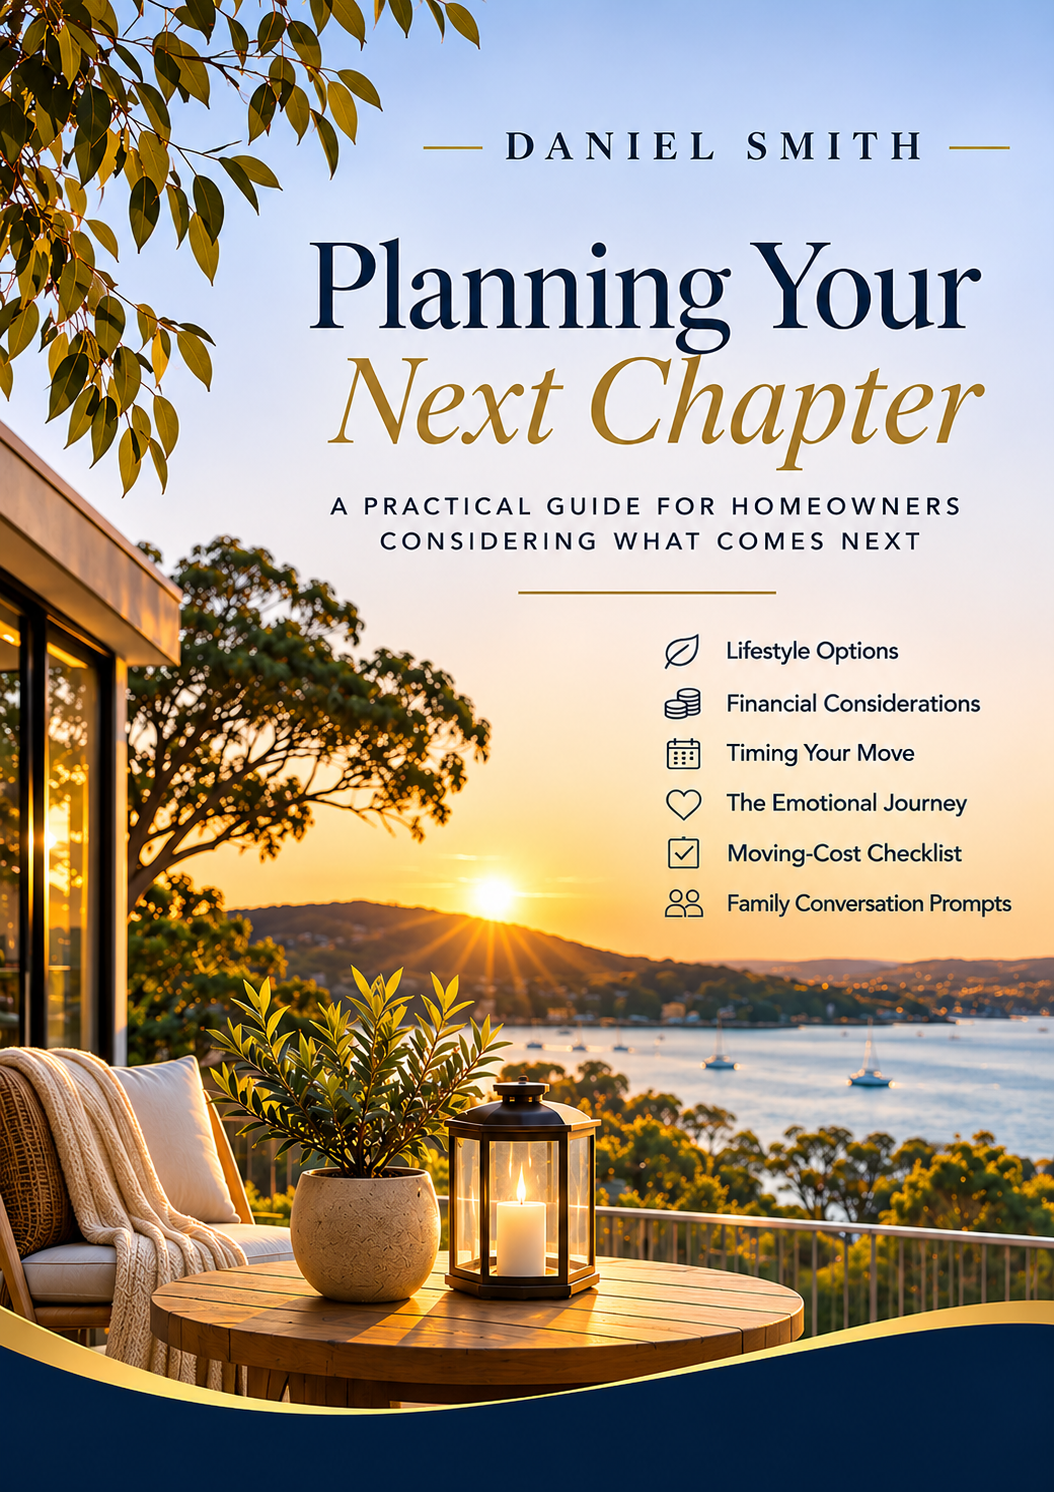 DANIEL SMITH
Planning Your
Next Chapter
A PRACTICAL GUIDE FOR HOMEOWNERS
CONSIDERING WHAT COMES NEXT
Lifestyle Options
Financial Considerations
Timing Your Move
The Emotional Journey
Moving-Cost Checklist
Family Conversation Prompts